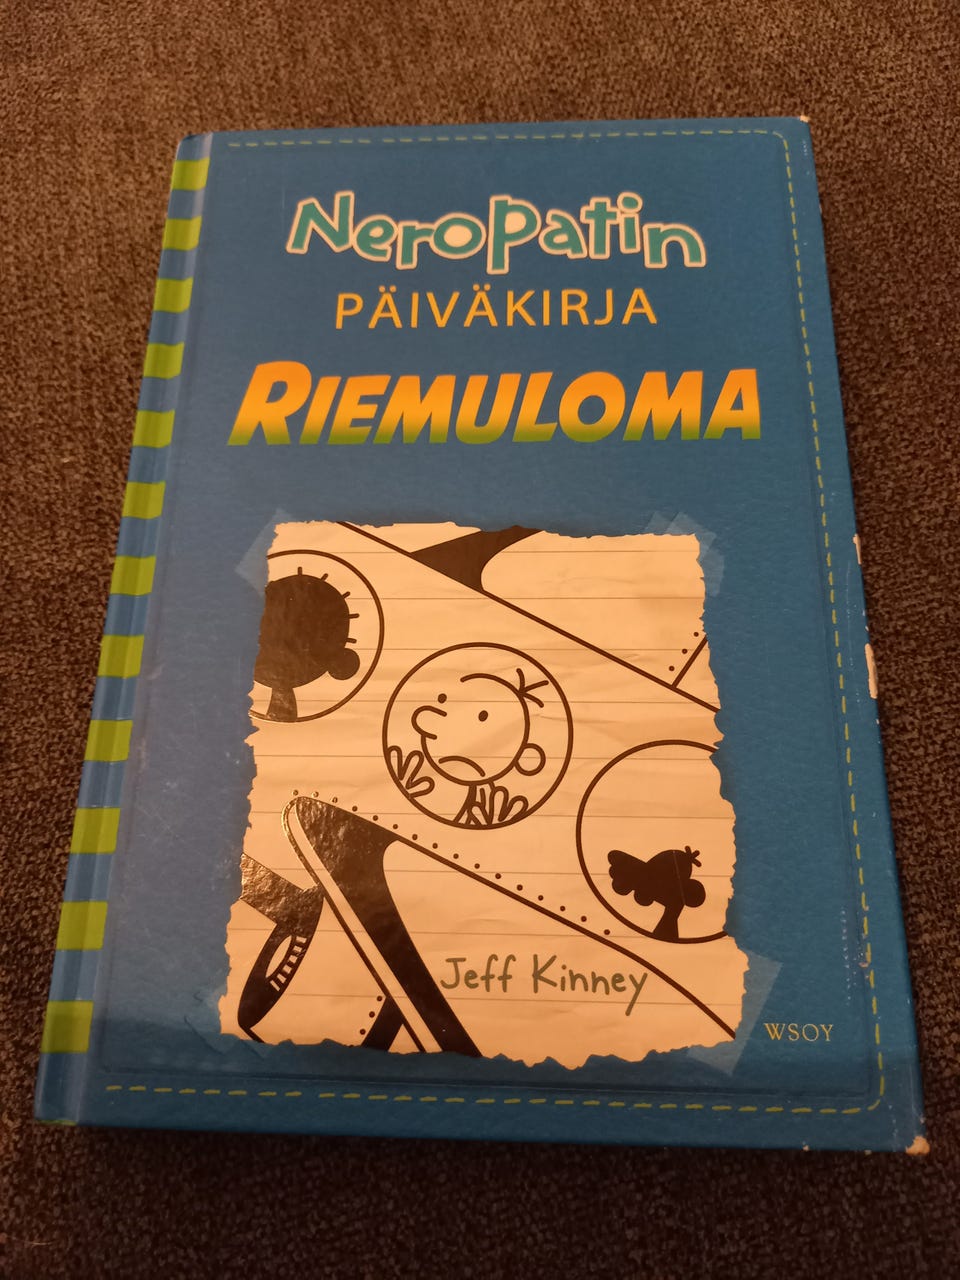 Neropatin
PÄIVÄKIRJA
RIEMULOMA
Jeff Kinney
WSOY